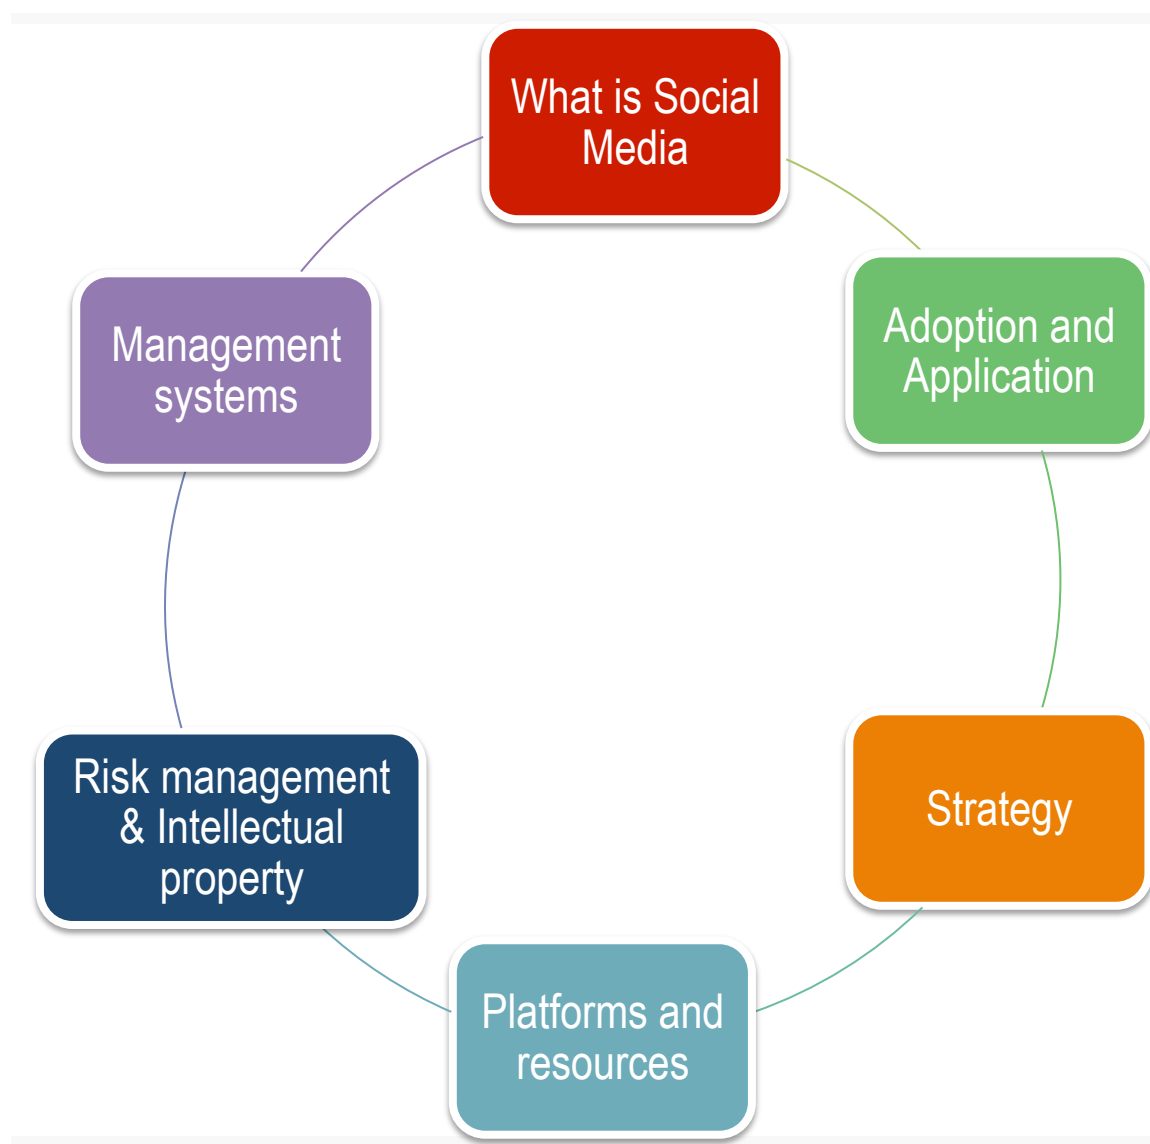 What is Social
Media
Adoption and
Application
Strategy
Platforms and
resources
Risk management
& Intellectual
property
Management
systems